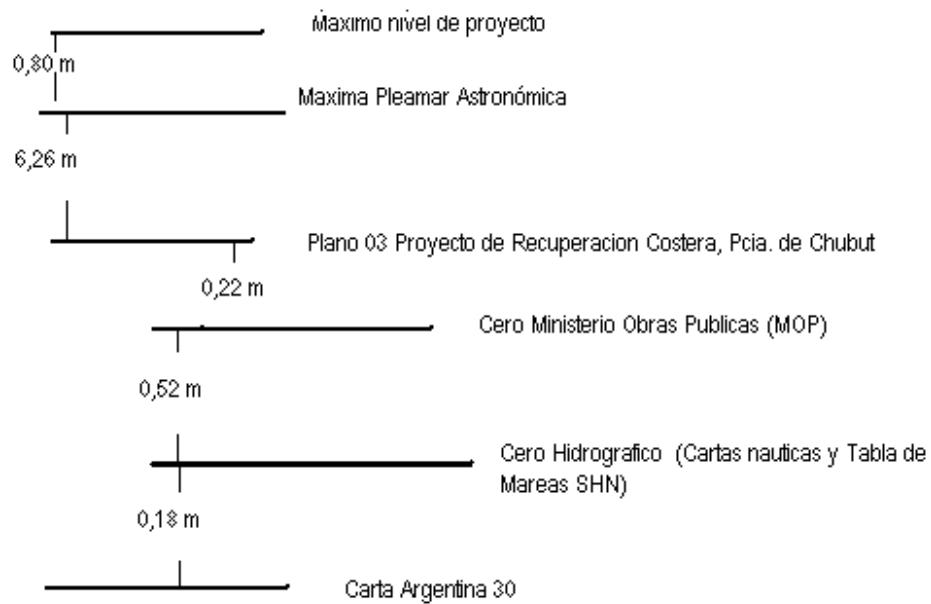 Maximo nivel de proyecto
0,80 m
Maxima Pleamar Astronómica
6,26 m
Plano 03 Proyecto de Recuperacion Costera, Pcia. de Chubut
0,22 m
Cero Ministerio Obras Publicas (MOP)
0,52 m
Cero Hidrografico (Cartas nauticas y Tabla de
Mareas SHN)
0,18 m
Carta Argentina 30